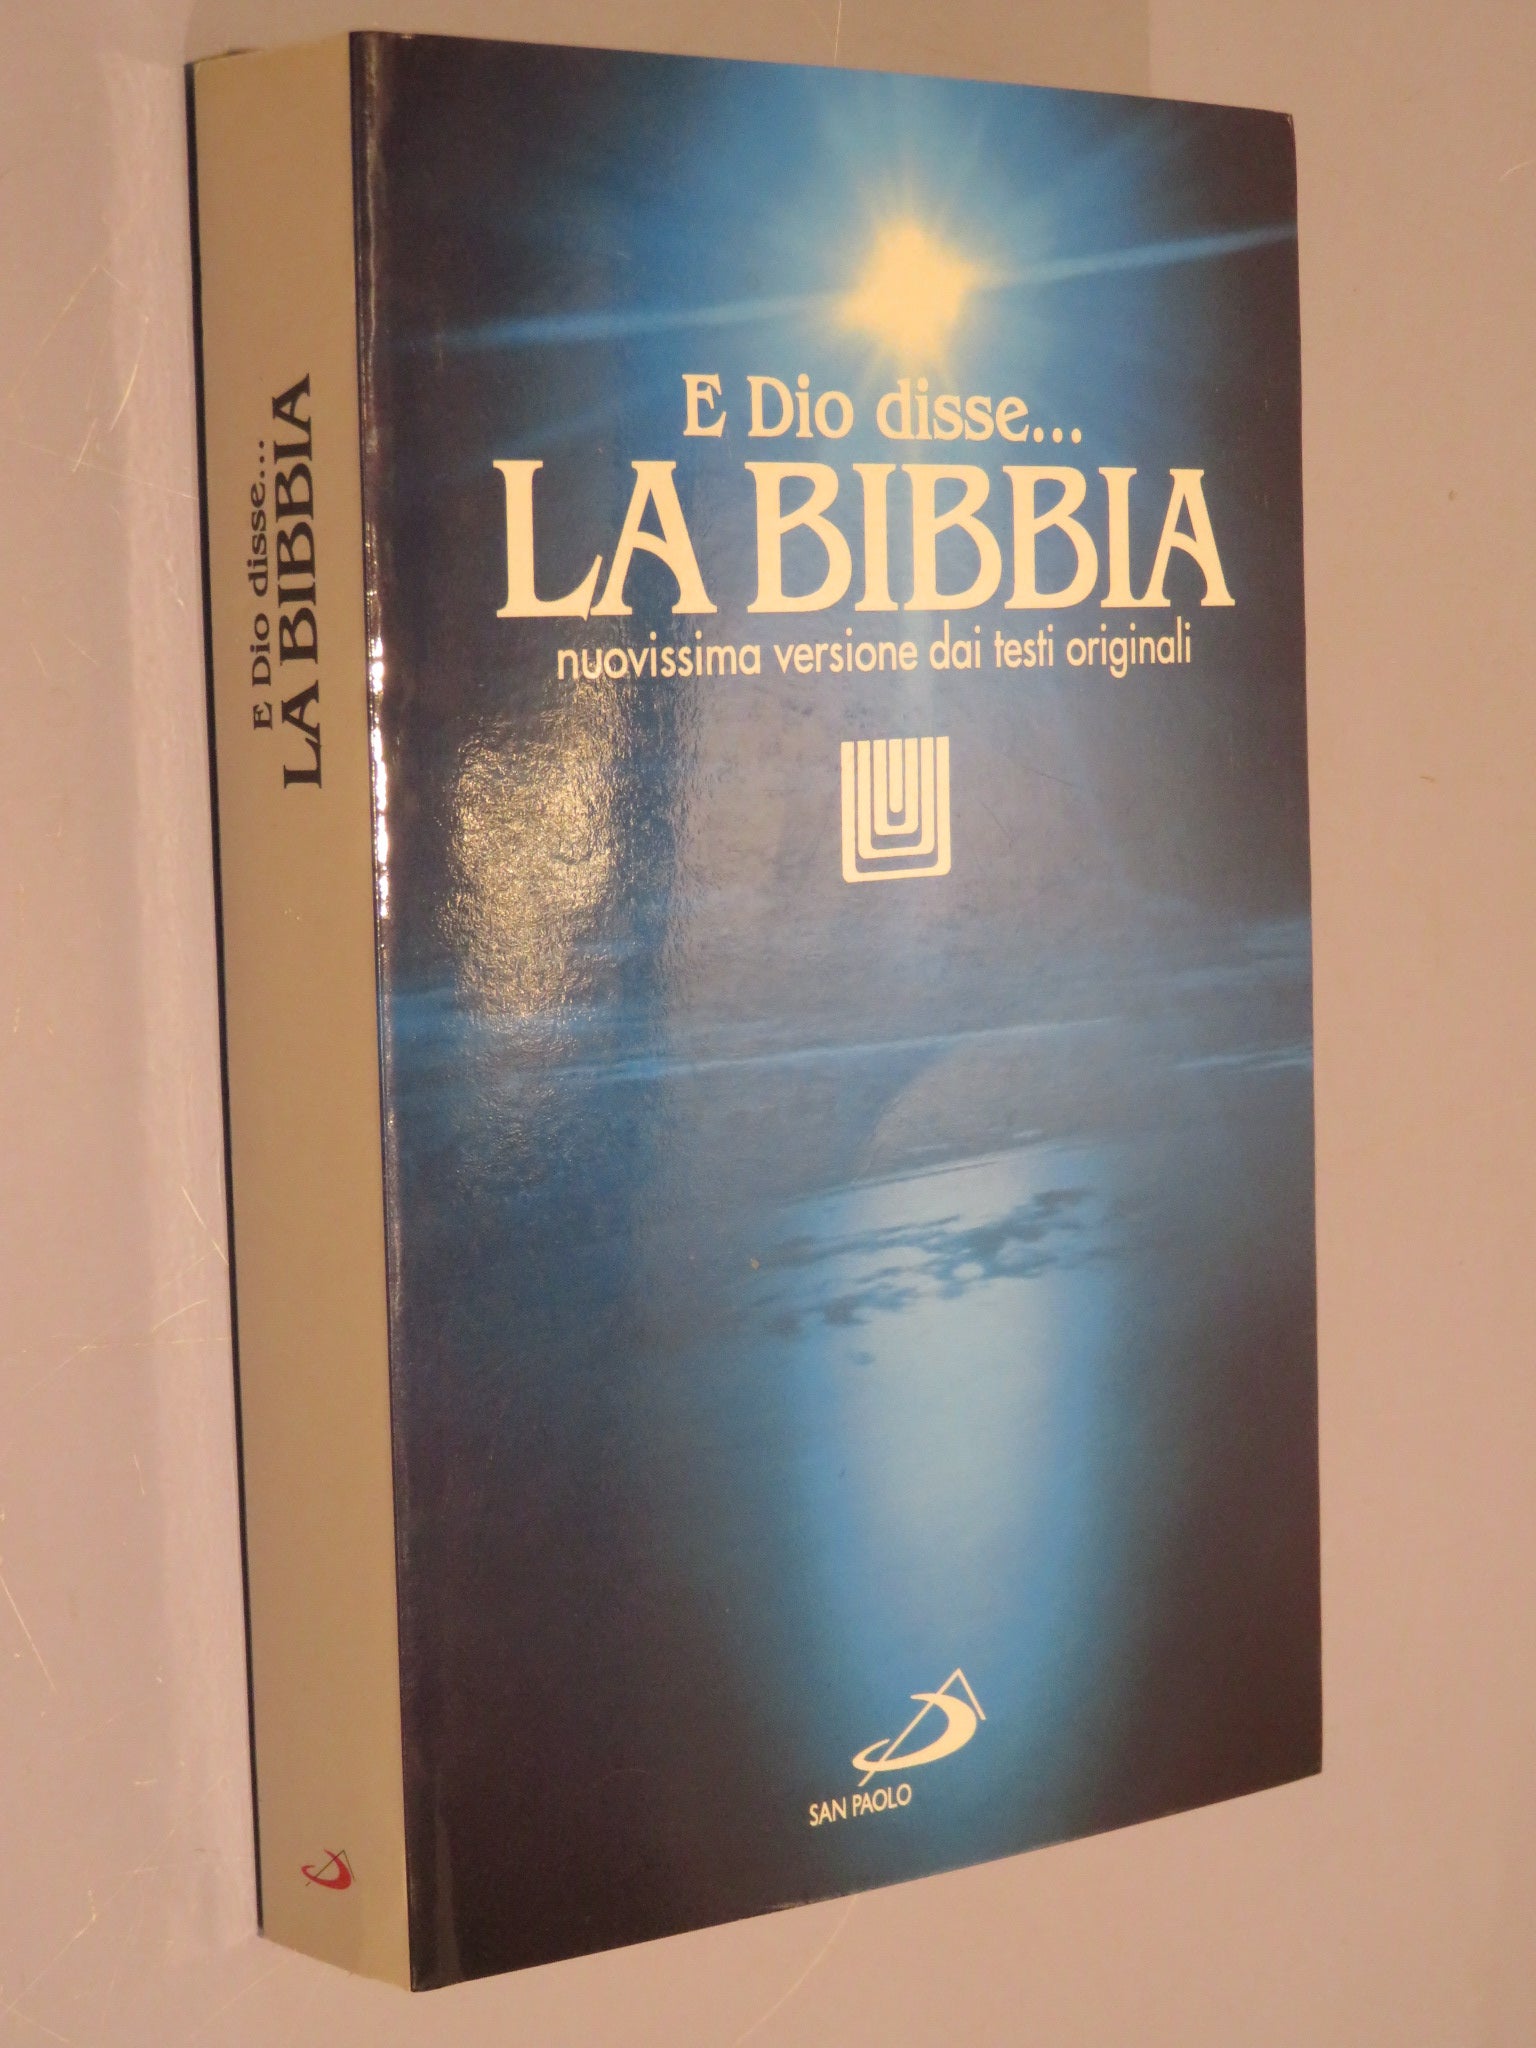 E Dio disse...
LA BIBBIA
E Dio disse...
LA BIBBIA
nuovissima versione dai testi originali
SAN PAOLO